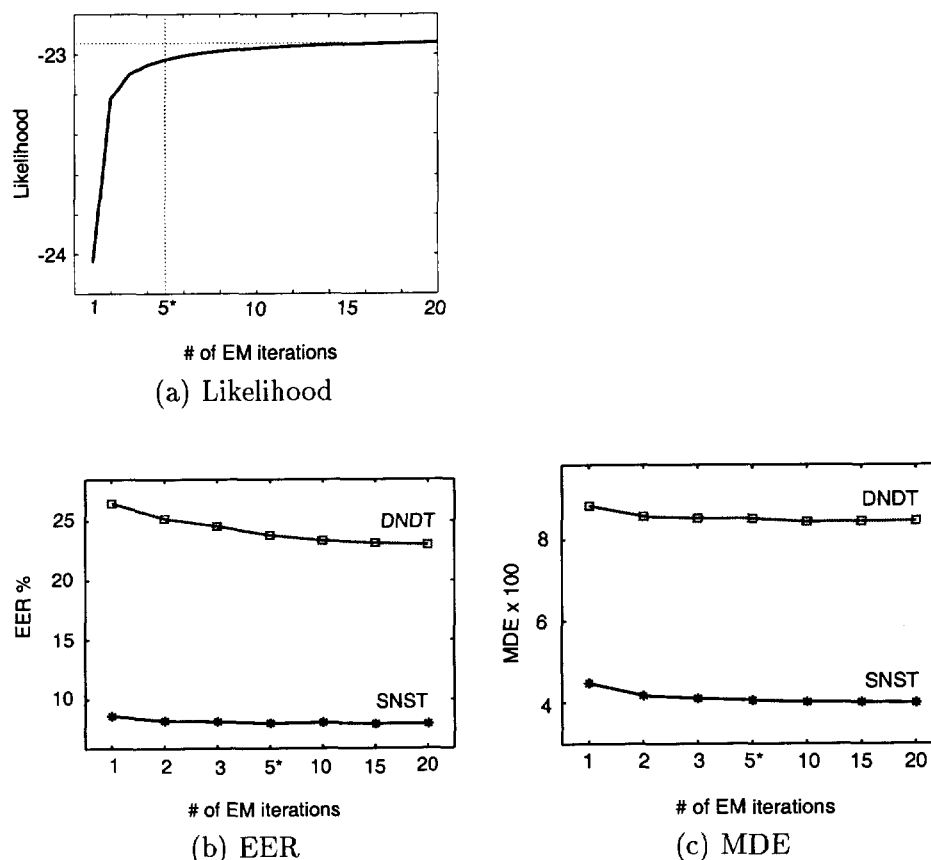 Likelihood
-23
-24
1 5* 10 15 20
# of EM iterations
(a) Likelihood
EER %
25
20
15
10
DNDT
SNST
1 2 3 5* 10 15 20
# of EM iterations
(b) EER
MDE x 100
8
6
4
DNDT
SNST
1 2 3 5* 10 15 20
# of EM iterations
(c) MDE